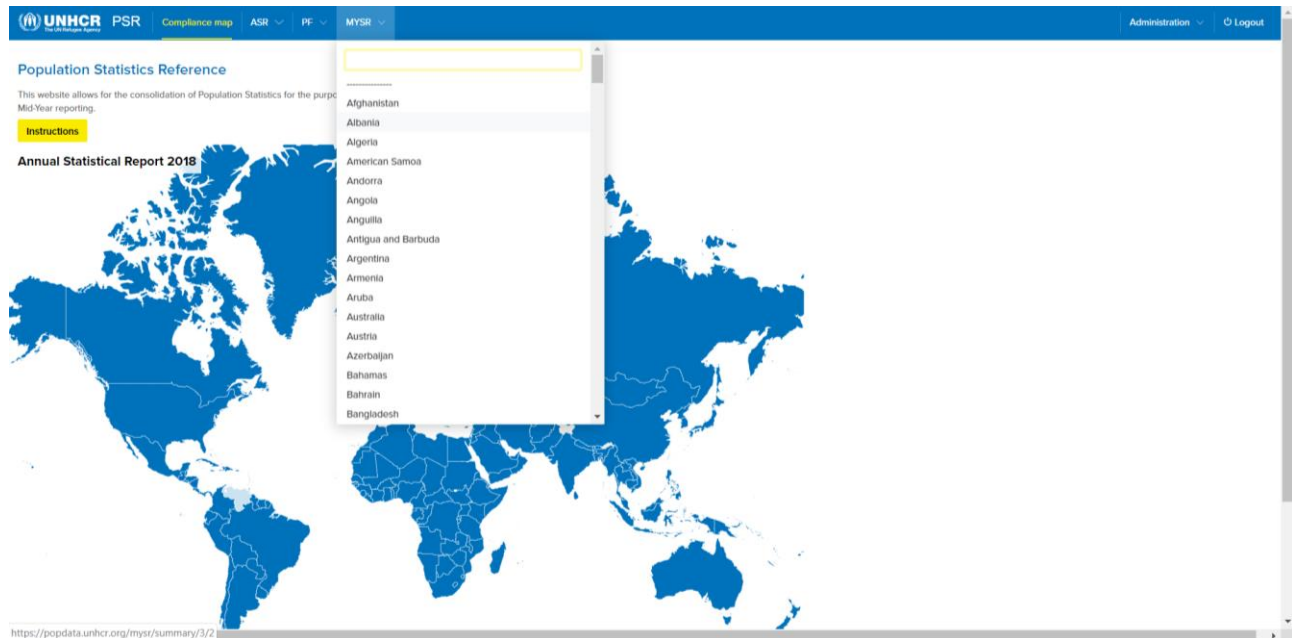 UNHCR PSR Compliance map ASR PF MYSR Administration Logout
The UN Refugee Agency
Population Statistics Reference
This website allows for the consolidation of Population Statistics for the purpo
Mid-Year reporting.
Instructions
Annual Statistical Report 2018
--------------
Afghanistan
Albania
Algeria
American Samoa
Andorra
Angola
Anguilla
Antigua and Barbuda
Argentina
Armenia
Aruba
Australia
Austria
Azerbaijan
Bahamas
Bahrain
Bangladesh
https://popdata.unhcr.org/mysr/summary/3/2